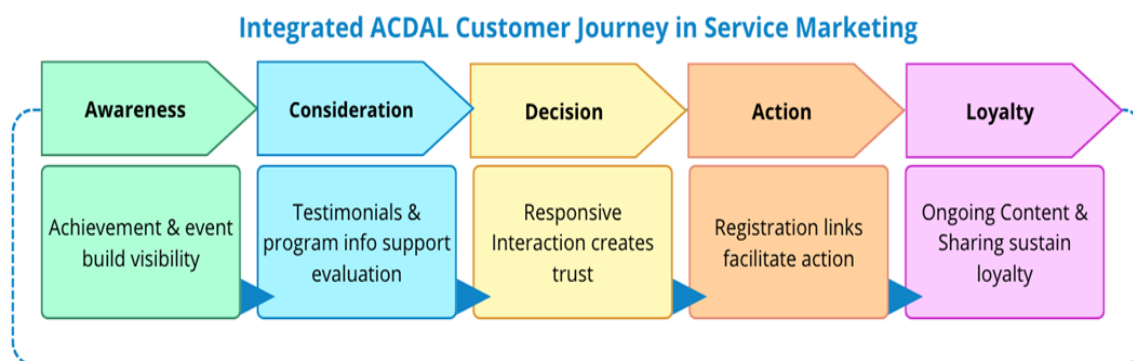 Integrated ACDAL Customer Journey in Service Marketing
Awareness
Consideration
Decision
Action
Loyalty
Achievement & event
build visibility
Testimonials &
program info support
evaluation
Responsive
Interaction creates
trust
Registration links
facilitate action
Ongoing Content &
Sharing sustain
loyalty